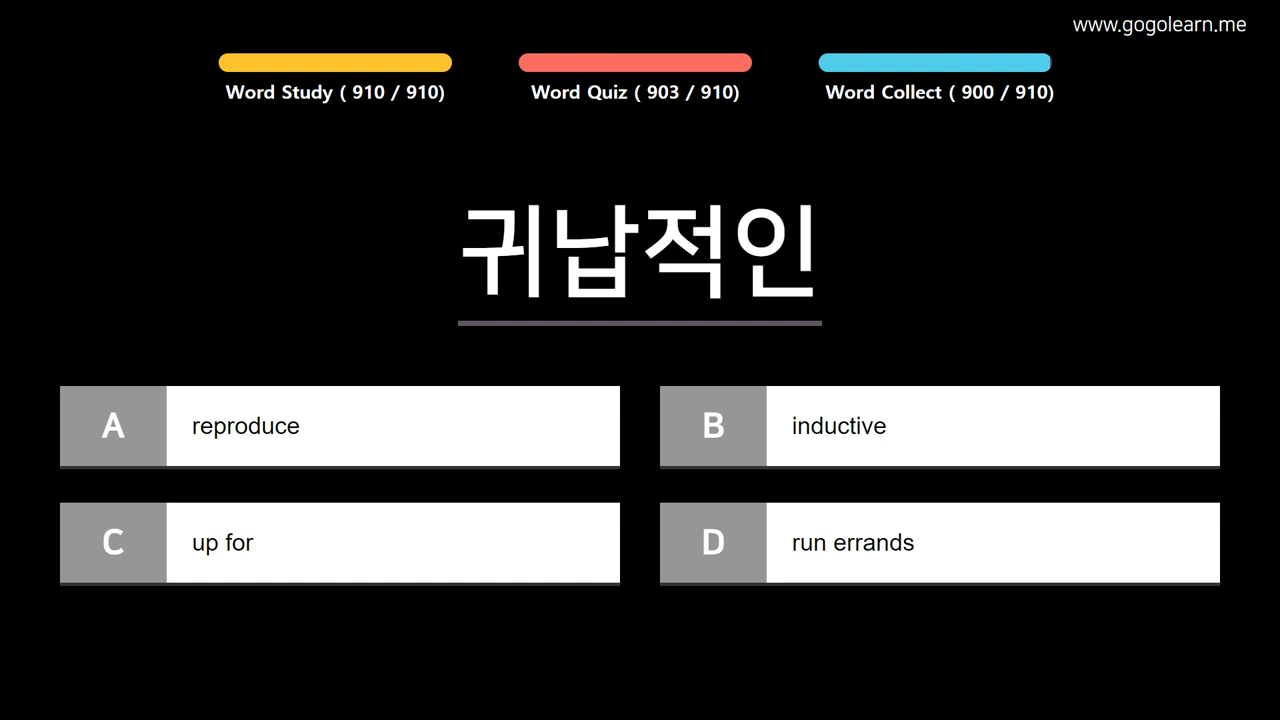 www.gogolearn.me
Word Study ( 910 / 910)
Word Quiz ( 903 / 910)
Word Collect ( 900 / 910)
귀납적인
A reproduce
B inductive
C up for
D run errands